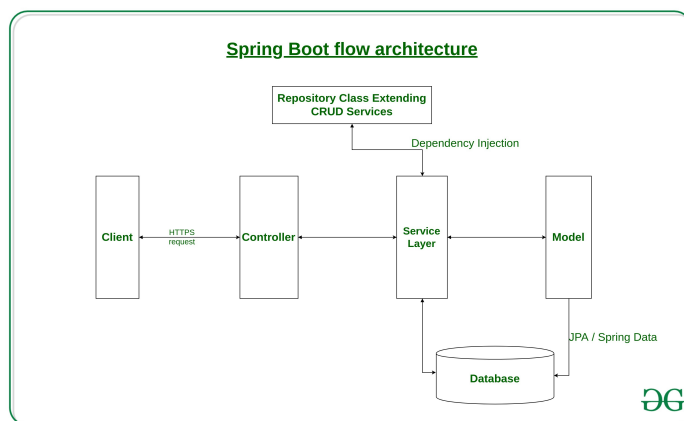 Spring Boot flow architecture
Repository Class Extending
CRUD Services
Dependency Injection
Client
HTTPS
request
Controller
Service
Layer
Model
JPA / Spring Data
Database